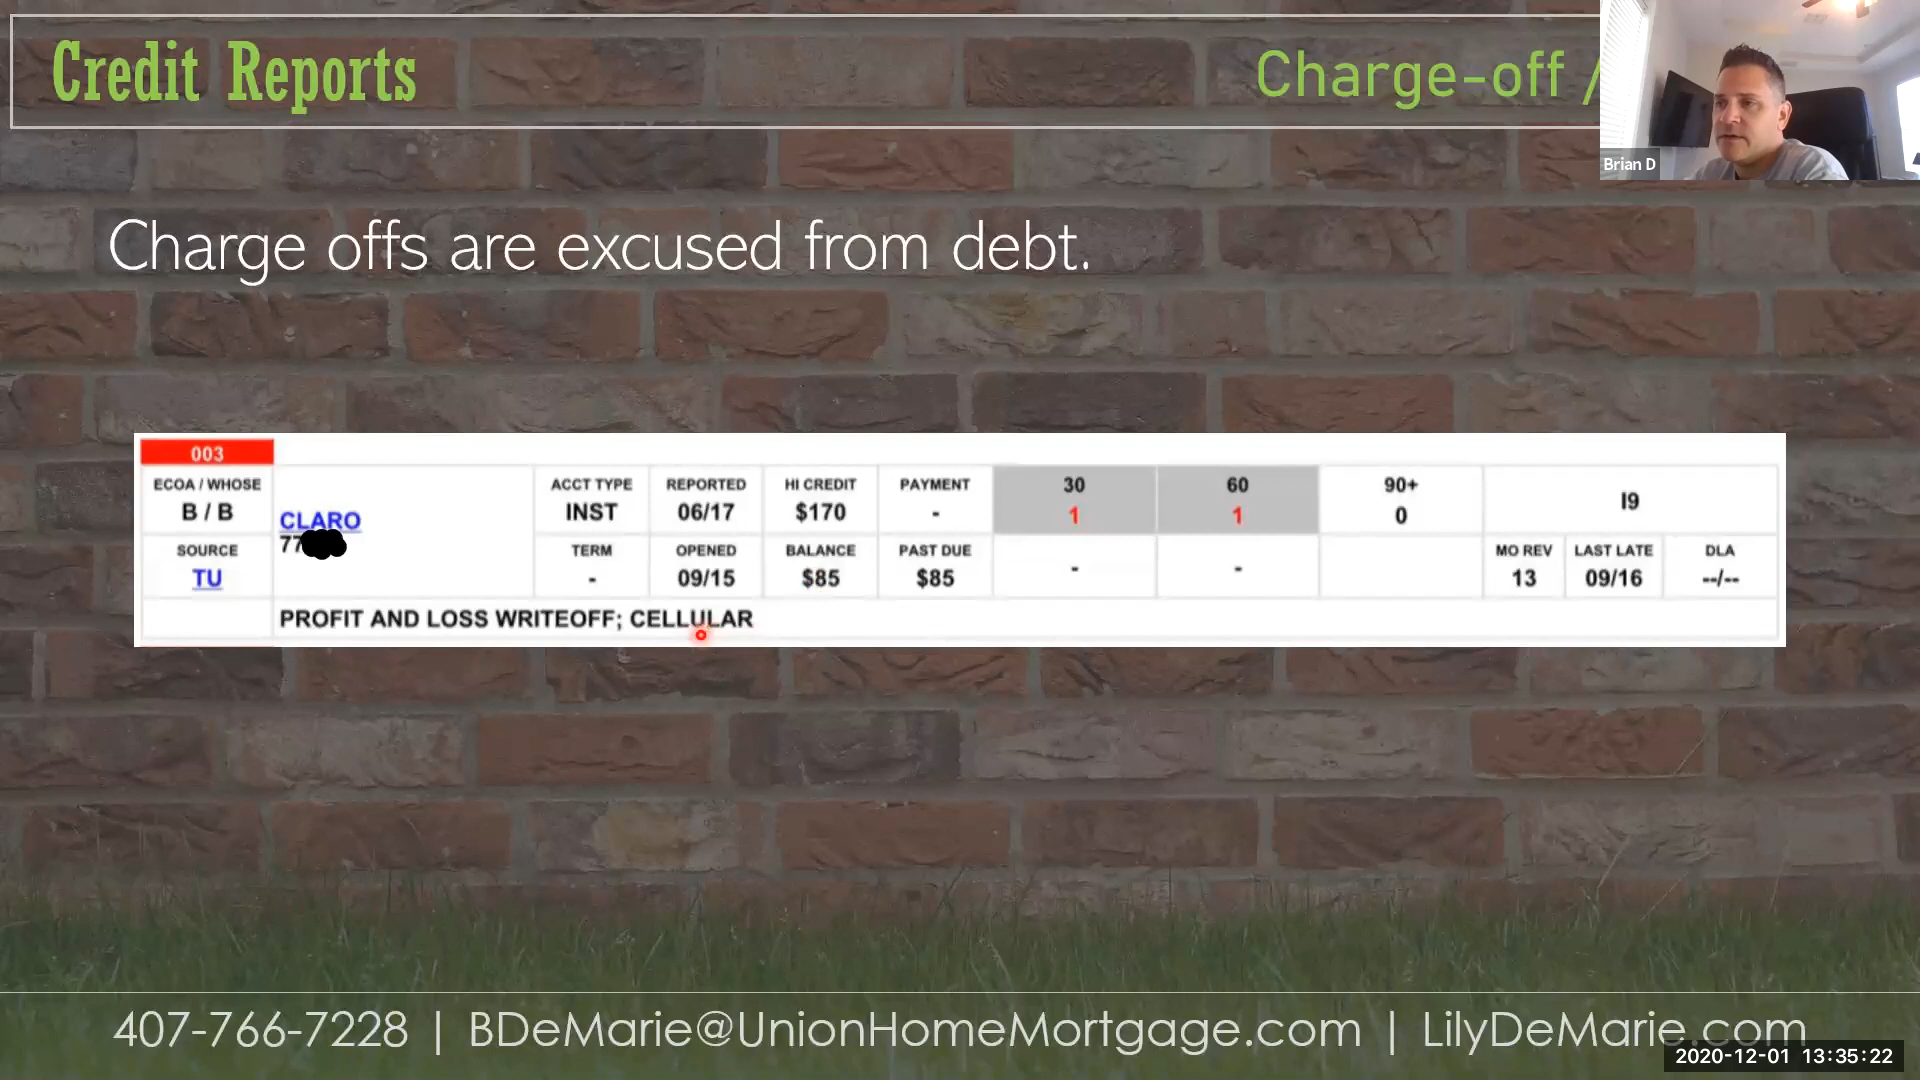 Credit Reports
Charge-off /
Brian D
Charge offs are excused from debt.
003
ECOA / WHOSE
B / B
CLARO
77
ACCT TYPE
INST
REPORTED
06/17
HI CREDIT
$170
PAYMENT
-
30
1
60
1
90+
0
I9
SOURCE
TU
TERM
-
OPENED
09/15
BALANCE
$85
PAST DUE
$85
-
-
MO REV
13
LAST LATE
09/16
DLA
--/--
PROFIT AND LOSS WRITEOFF; CELLULAR
407-766-7228 | BDeMarie@UnionHomeMortgage.com | LilyDeMarie.com
2020-12-01 13:35:22